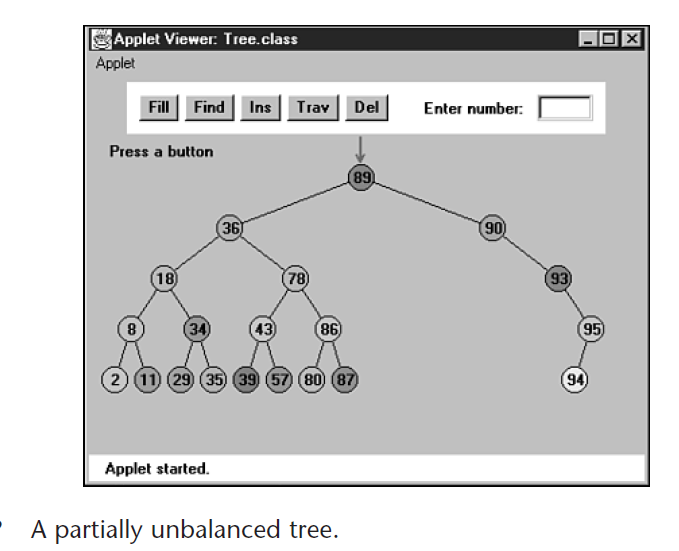 Applet Viewer: Tree.class
Applet
Fill Find Ins Trav Del Enter number:
Press a button
89
36 90
18 78 93
8 34 43 86 95
2 11 29 35 39 57 80 87 94
Applet started.
A partially unbalanced tree.